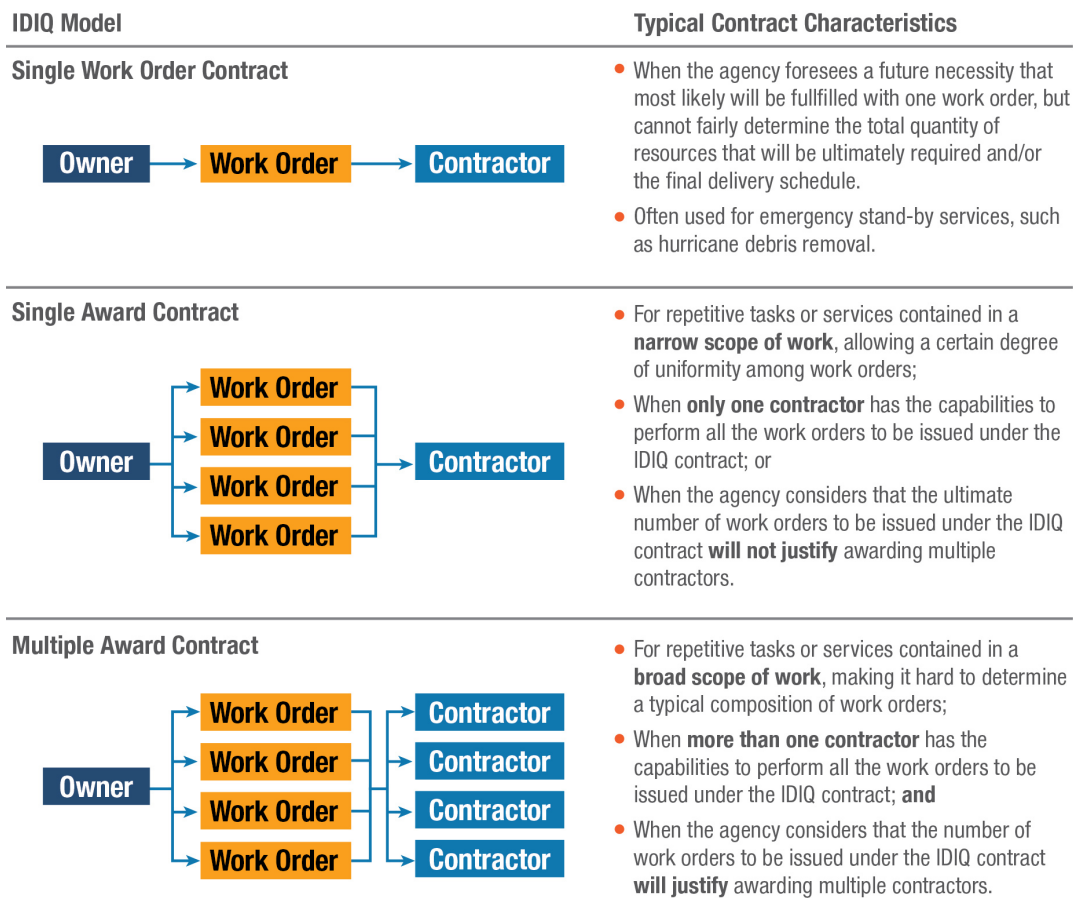 IDIQ Model
Typical Contract Characteristics
Single Work Order Contract
Owner
Work Order
Contractor
• When the agency foresees a future necessity that
most likely will be fullfilled with one work order, but
cannot fairly determine the total quantity of
resources that will be ultimately required and/or
the final delivery schedule.
• Often used for emergency stand-by services, such
as hurricane debris removal.
Single Award Contract
Owner
Work Order
Work Order
Work Order
Work Order
Contractor
• For repetitive tasks or services contained in a
narrow scope of work, allowing a certain degree
of uniformity among work orders;
• When only one contractor has the capabilities to
perform all the work orders to be issued under the
IDIQ contract; or
• When the agency considers that the ultimate
number of work orders to be issued under the IDIQ
contract will not justify awarding multiple
contractors.
Multiple Award Contract
Owner
Work Order
Work Order
Work Order
Work Order
Contractor
Contractor
Contractor
Contractor
• For repetitive tasks or services contained in a
broad scope of work, making it hard to determine
a typical composition of work orders;
• When more than one contractor has the
capabilities to perform all the work orders to be
issued under the IDIQ contract; and
• When the agency considers that the number of
work orders to be issued under the IDIQ contract
will justify awarding multiple contractors.